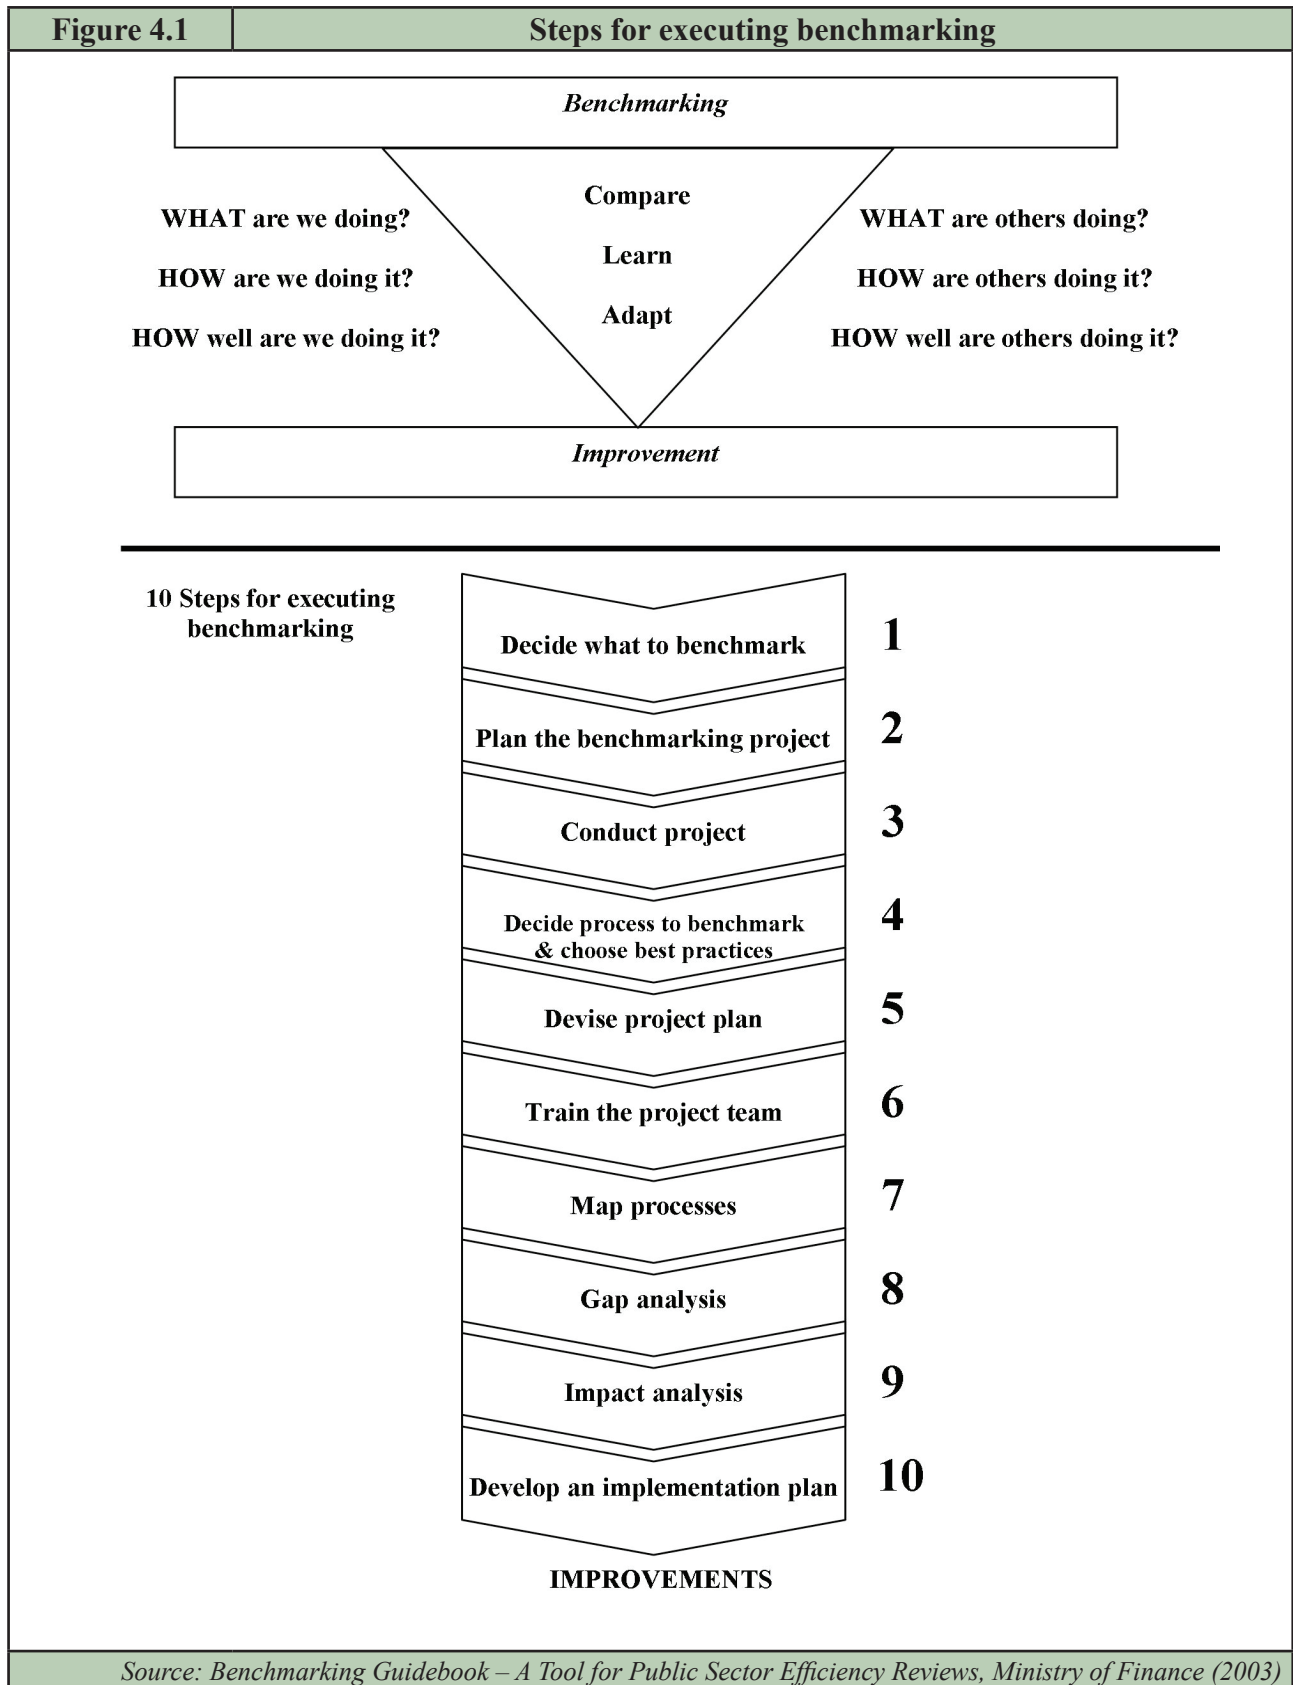 Figure 4.1
Steps for executing benchmarking
Benchmarking
WHAT are we doing?
HOW are we doing it?
HOW well are we doing it?
Compare
Learn
Adapt
WHAT are others doing?
HOW are others doing it?
HOW well are others doing it?
Improvement
10 Steps for executing
benchmarking
Decide what to benchmark 1
Plan the benchmarking project 2
Conduct project 3
Decide process to benchmark
& choose best practices 4
Devise project plan 5
Train the project team 6
Map processes 7
Gap analysis 8
Impact analysis 9
Develop an implementation plan 10
IMPROVEMENTS
Source: Benchmarking Guidebook – A Tool for Public Sector Efficiency Reviews, Ministry of Finance (2003)